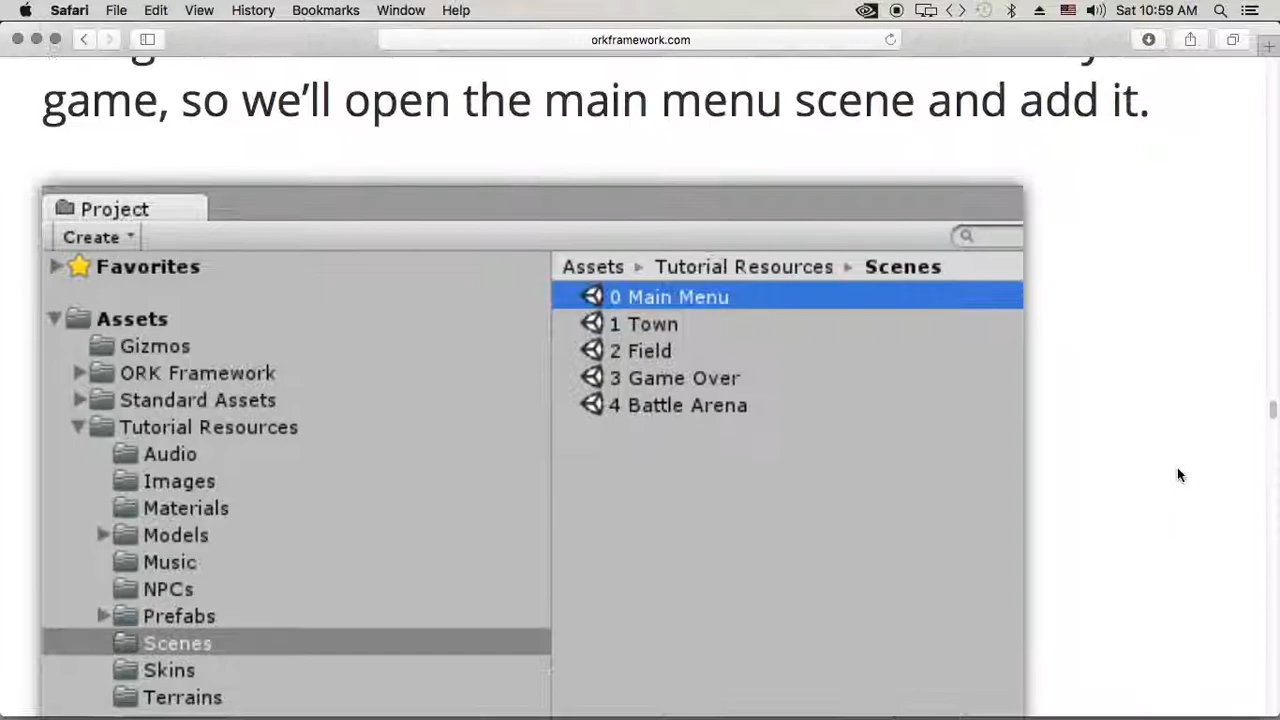 Safari File Edit View History Bookmarks Window Help Sat 10:59 AM
orkframework.com
game, so we'll open the main menu scene and add it.
Project
Create
Favorites
Assets
Gizmos
ORK Framework
Standard Assets
Tutorial Resources
Audio
Images
Materials
Models
Music
NPCs
Prefabs
Scenes
Skins
Terrains
Assets Tutorial Resources Scenes
0 Main Menu
1 Town
2 Field
3 Game Over
4 Battle Arena